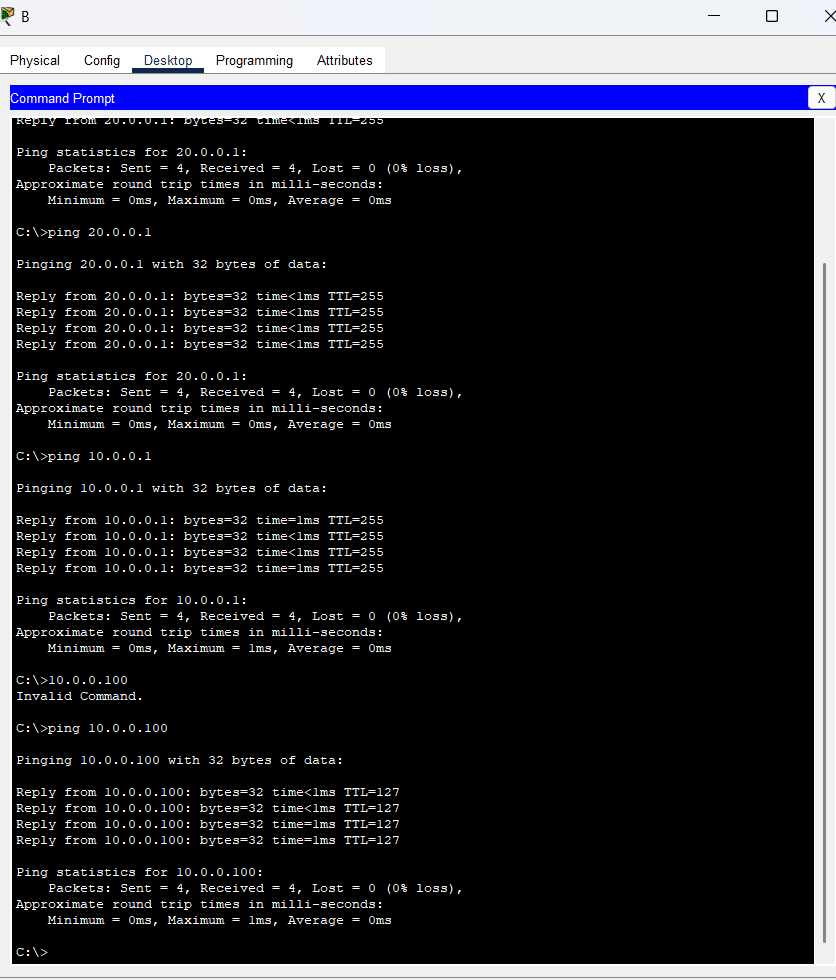 B
Physical Config Desktop Programming Attributes
Command Prompt X
Reply from 20.0.0.1: bytes=32 time<1ms TTL=255
Ping statistics for 20.0.0.1:
Packets: Sent = 4, Received = 4, Lost = 0 (0% loss),
Approximate round trip times in milli-seconds:
Minimum = 0ms, Maximum = 0ms, Average = 0ms
C:\>ping 20.0.0.1
Pinging 20.0.0.1 with 32 bytes of data:
Reply from 20.0.0.1: bytes=32 time<1ms TTL=255
Reply from 20.0.0.1: bytes=32 time<1ms TTL=255
Reply from 20.0.0.1: bytes=32 time<1ms TTL=255
Reply from 20.0.0.1: bytes=32 time<1ms TTL=255
Ping statistics for 20.0.0.1:
Packets: Sent = 4, Received = 4, Lost = 0 (0% loss),
Approximate round trip times in milli-seconds:
Minimum = 0ms, Maximum = 0ms, Average = 0ms
C:\>ping 10.0.0.1
Pinging 10.0.0.1 with 32 bytes of data:
Reply from 10.0.0.1: bytes=32 time=1ms TTL=255
Reply from 10.0.0.1: bytes=32 time<1ms TTL=255
Reply from 10.0.0.1: bytes=32 time<1ms TTL=255
Reply from 10.0.0.1: bytes=32 time=1ms TTL=255
Ping statistics for 10.0.0.1:
Packets: Sent = 4, Received = 4, Lost = 0 (0% loss),
Approximate round trip times in milli-seconds:
Minimum = 0ms, Maximum = 1ms, Average = 0ms
C:\>10.0.0.100
Invalid Command.
C:\>ping 10.0.0.100
Pinging 10.0.0.100 with 32 bytes of data:
Reply from 10.0.0.100: bytes=32 time<1ms TTL=127
Reply from 10.0.0.100: bytes=32 time<1ms TTL=127
Reply from 10.0.0.100: bytes=32 time=1ms TTL=127
Reply from 10.0.0.100: bytes=32 time=1ms TTL=127
Ping statistics for 10.0.0.100:
Packets: Sent = 4, Received = 4, Lost = 0 (0% loss),
Approximate round trip times in milli-seconds:
Minimum = 0ms, Maximum = 1ms, Average = 0ms
C:\>